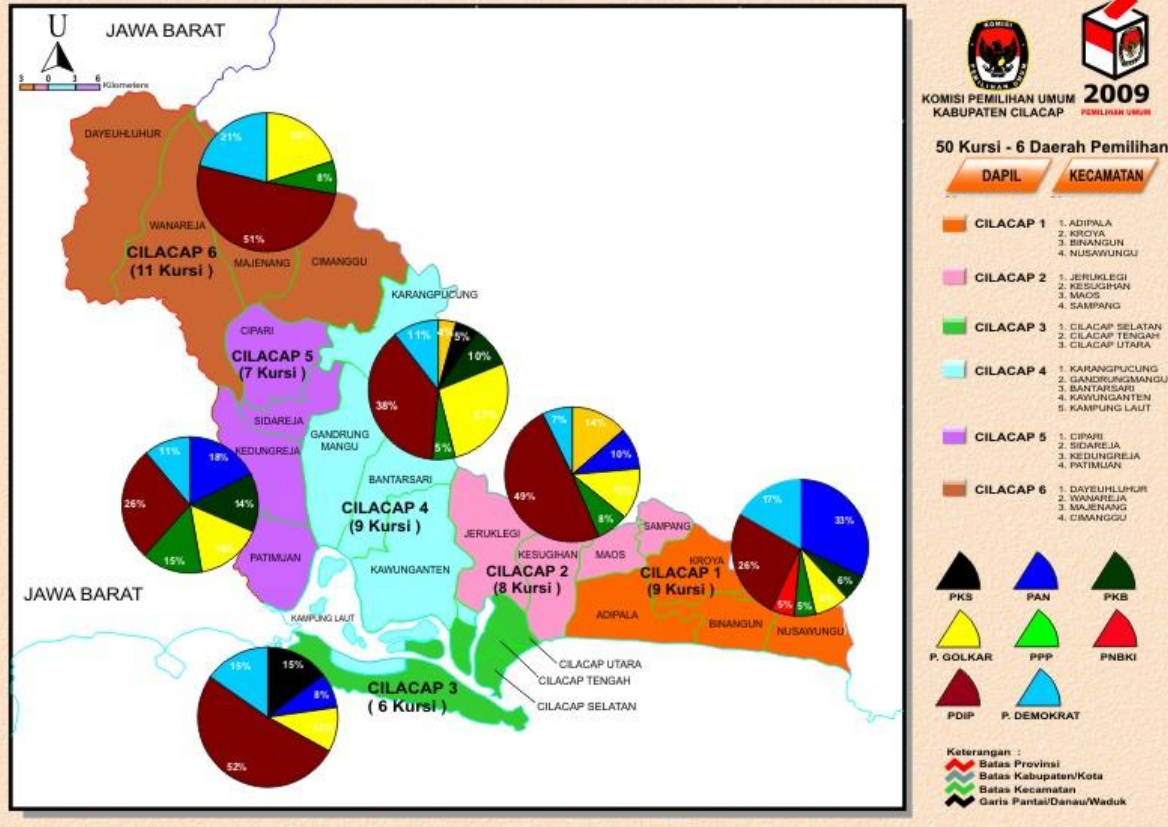 U
JAWA BARAT
3 0 3 6 Kilometers
DAYEUHLUHUR
21%
8%
51%
WANAREJA
CILACAP 6
(11 Kursi )
MAJENANG
CIMANGGU
KARANGPUCUNG
CIPARI
CILACAP 5
(7 Kursi )
11%
4%
5%
10%
38%
5%
SIDAREJA
KEDUNGREJA
GANDRUNG
MANGU
BANTARSARI
CILACAP 4
(9 Kursi )
11%
18%
14%
26%
15%
7%
14%
10%
49%
8%
JERUKLEGI
SAMPANG
KESUGIHAN
MAOS
CILACAP 2
(8 Kursi )
KROYA
CILACAP 1
(9 Kursi )
17%
33%
26%
6%
5%
5%
PATIMUAN
KAWUNGANTEN
JAWA BARAT
KAMPUNG LAUT
ADIPALA
BINANGUN
NUSAWUNGU
CILACAP UTARA
CILACAP TENGAH
CILACAP SELATAN
CILACAP 3
( 6 Kursi )
15%
15%
8%
52%
KOMISI
PEMILIHAN UMUM
KOMISI PEMILIHAN UMUM
KABUPATEN CILACAP
2009
PEMILIHAN UMUM
50 Kursi - 6 Daerah Pemilihan
DAPIL
KECAMATAN
CILACAP 1
1. ADIPALA
2. KROYA
3. BINANGUN
4. NUSAWUNGU
CILACAP 2
1. JERUKLEGI
2. KESUGIHAN
3. MAOS
4. SAMPANG
CILACAP 3
1. CILACAP SELATAN
2. CILACAP TENGAH
3. CILACAP UTARA
CILACAP 4
1. KARANGPUCUNG
2. GANDRUNGMANGU
3. BANTARSARI
4. KAWUNGANTEN
5. KAMPUNG LAUT
CILACAP 5
1. CIPARI
2. SIDAREJA
3. KEDUNGREJA
4. PATIMUAN
CILACAP 6
1. DAYEUHLUHUR
2. WANAREJA
3. MAJENANG
4. CIMANGGU
PKS
PAN
PKB
P. GOLKAR
PPP
PNBKI
PDIP
P. DEMOKRAT
Keterangan :
Batas Provinsi
Batas Kabupaten/Kota
Batas Kecamatan
Garis Pantai/Danau/Waduk